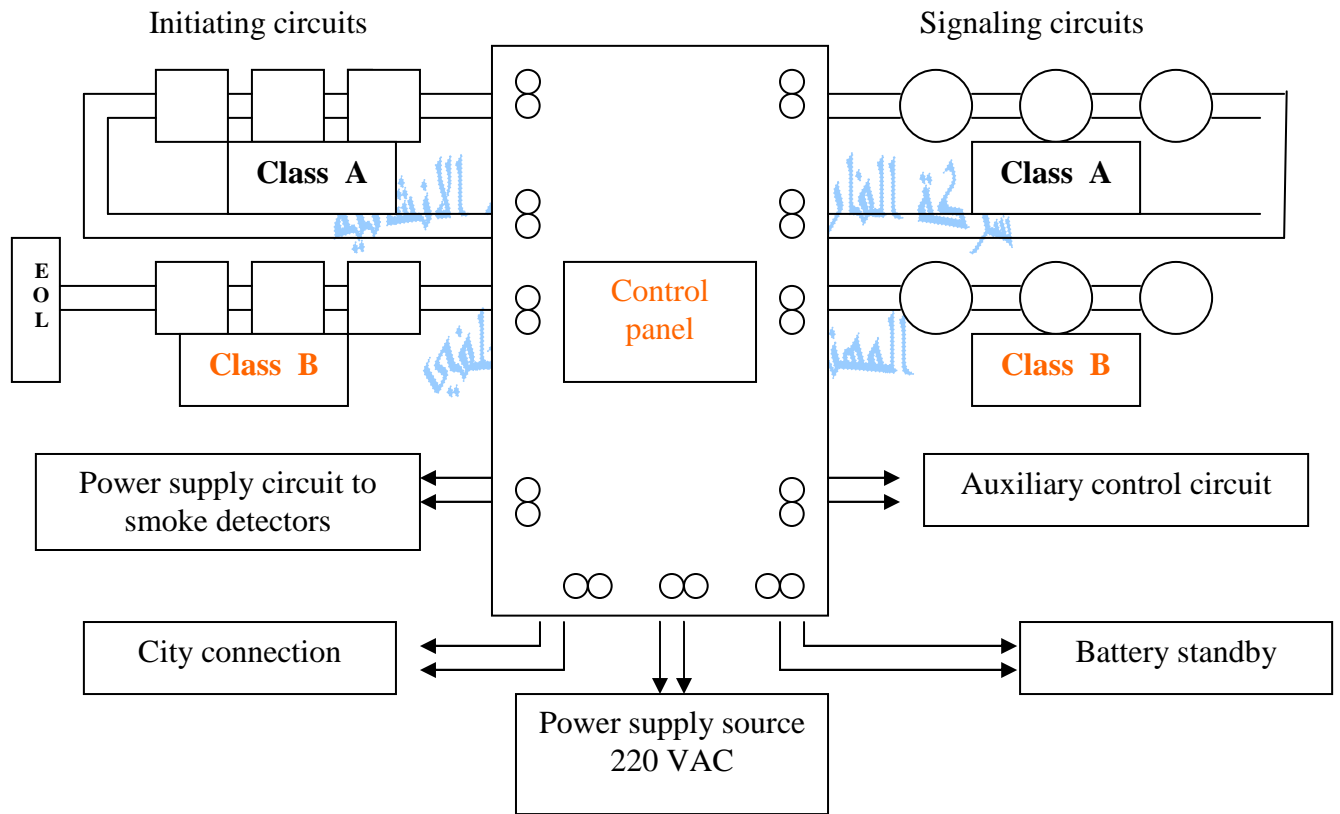 Initiating circuits
Signaling circuits
Class A
Class A
E
O
L
Control
panel
Class B
Class B
Power supply circuit to
smoke detectors
Auxiliary control circuit
City connection
Battery standby
Power supply source
220 VAC